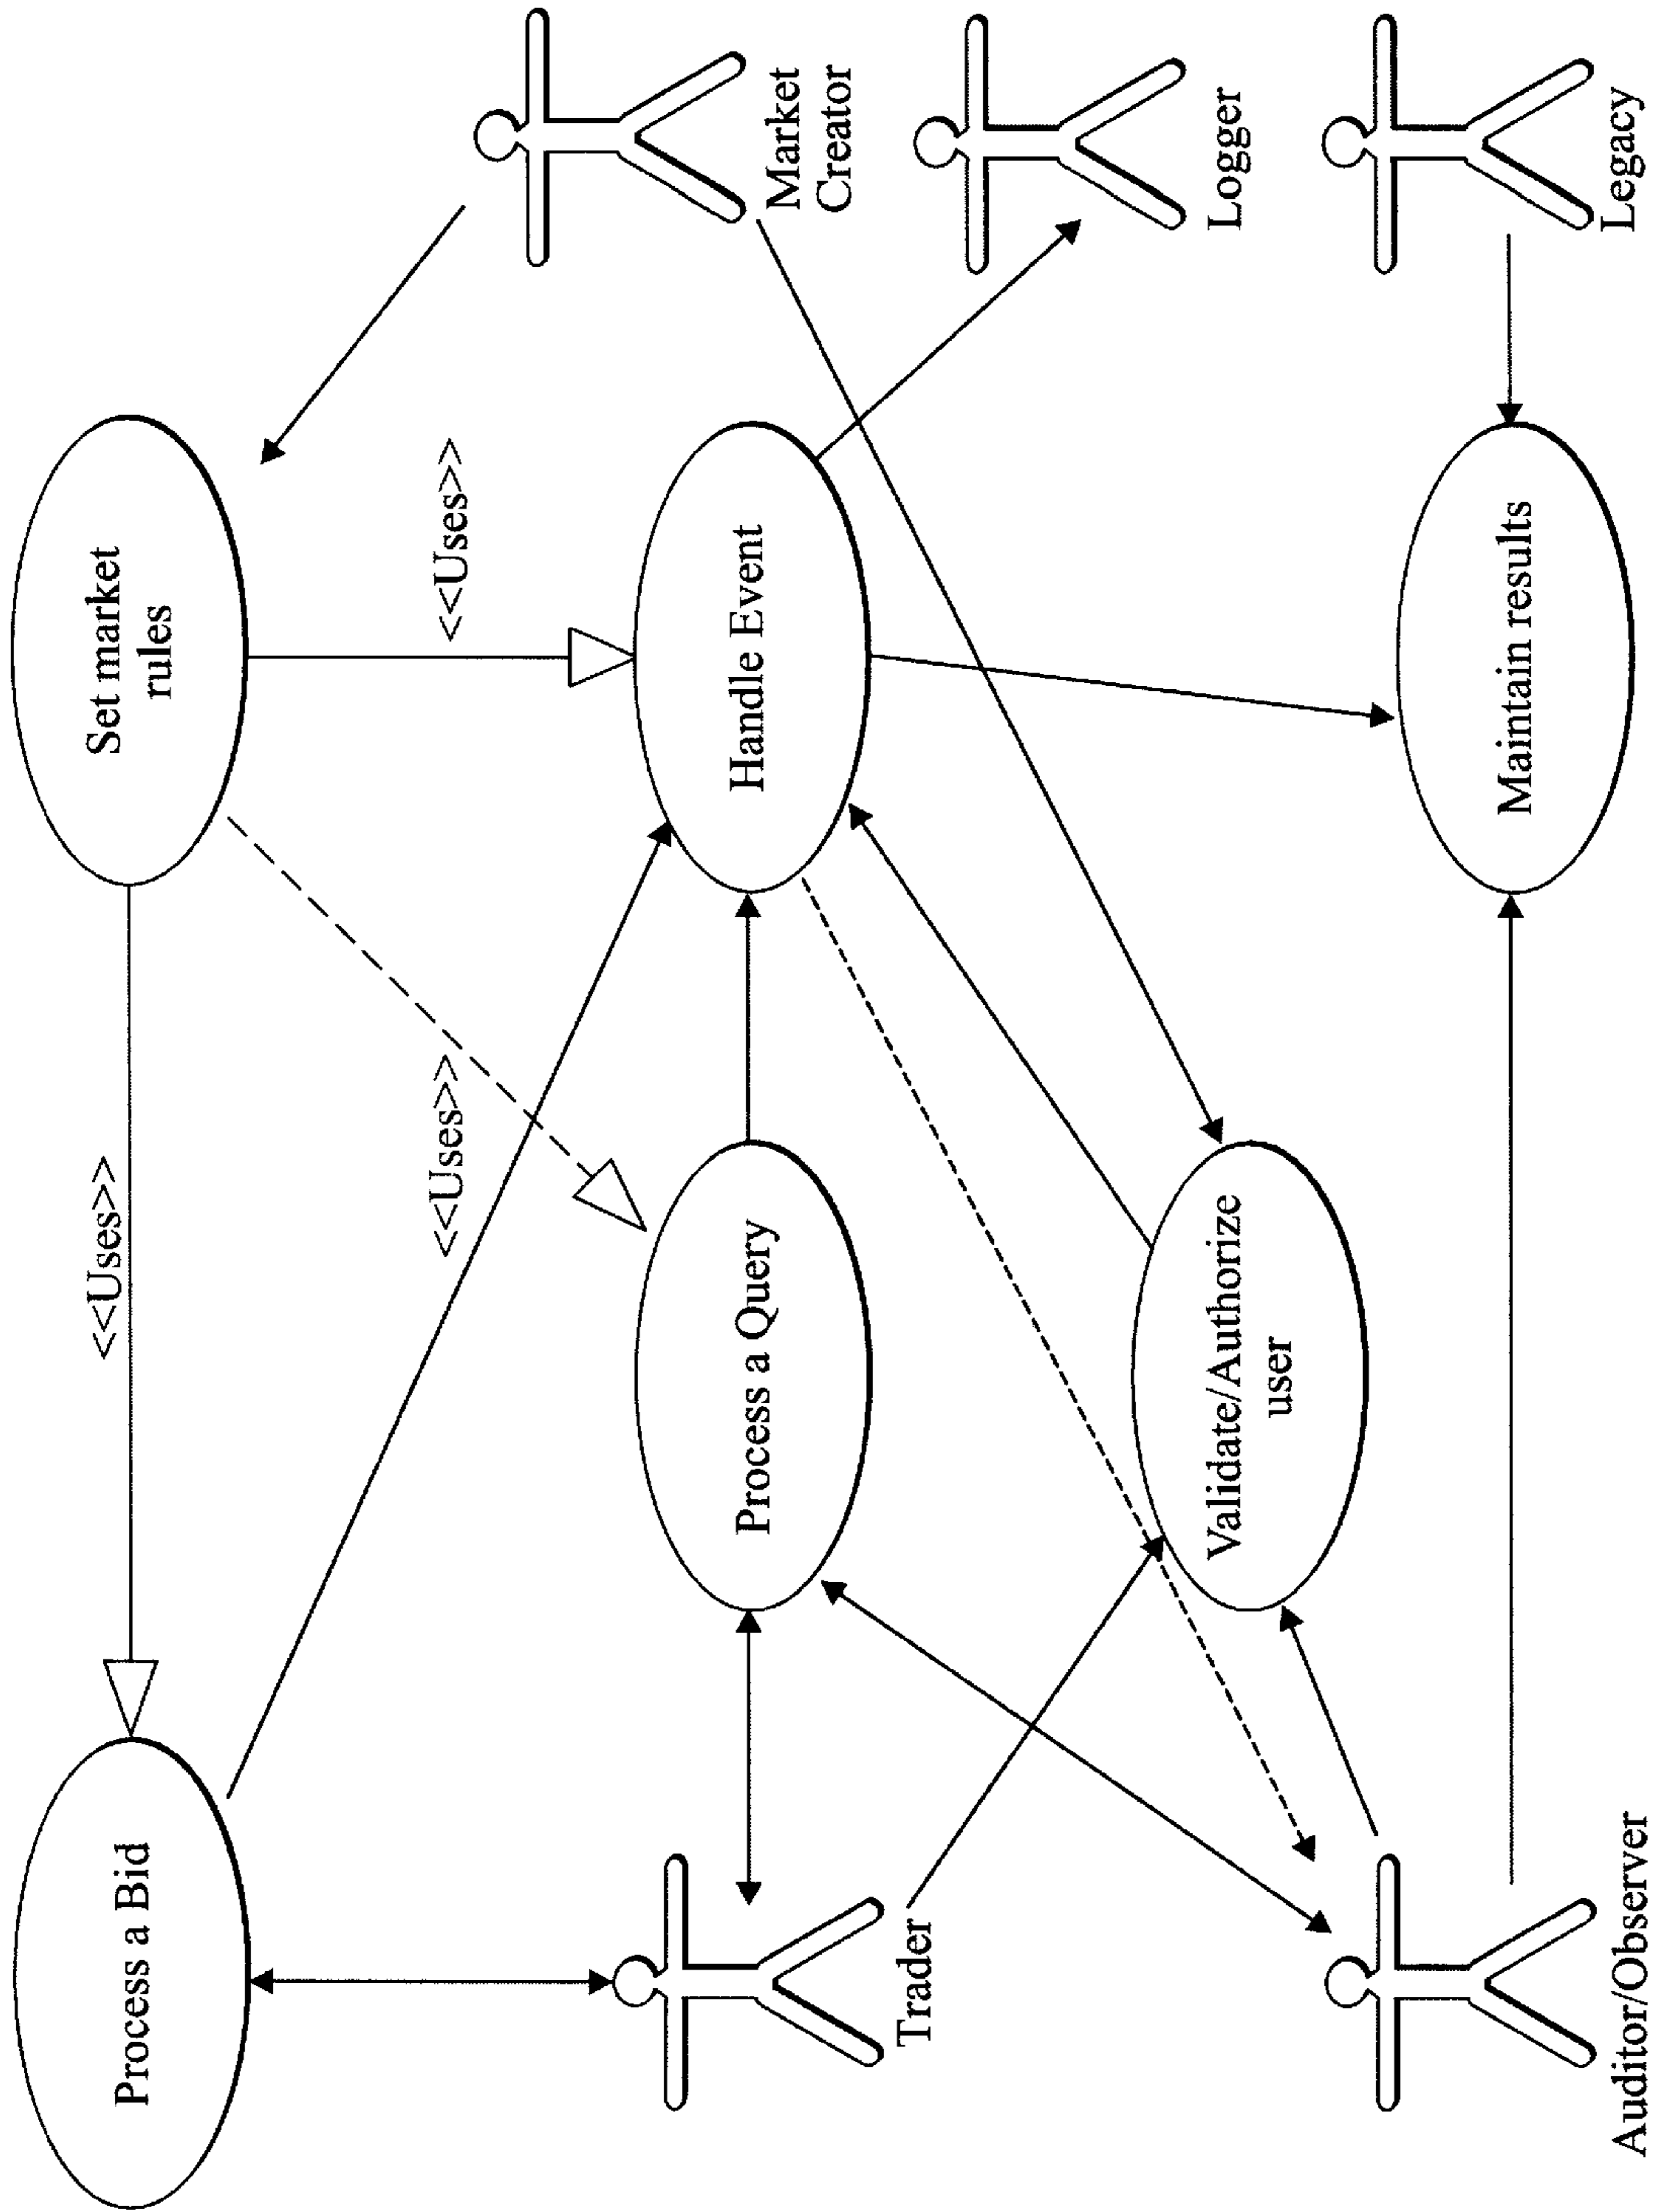 Process a Bid
<<Uses>>
Set market
rules
<<Uses>>
<<Uses>>
Market
Creator
Trader
Process a Query
Handle Event
Logger
Validate/Authorize
user
Auditor/Observer
Maintain results
Legacy